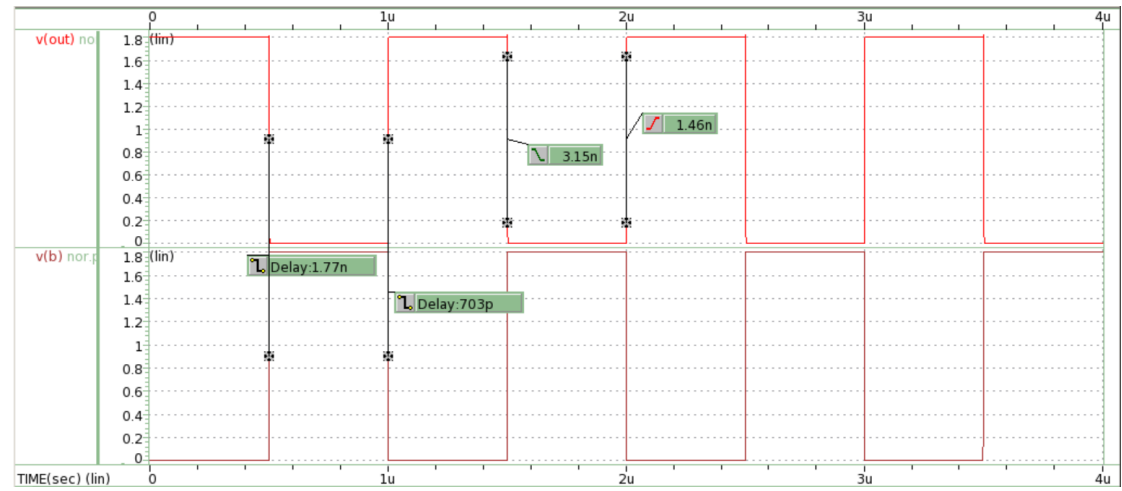 0 1u 2u 3u 4u
v(out) no
1.8 (lin)
1.6
1.4
1.2
1
0.8
0.6
0.4
0.2
0
1.46n
3.15n
v(b) nor.p
1.8 (lin)
1.6
1.4
1.2
1
0.8
0.6
0.4
0.2
0
Delay:1.77n
Delay:703p
TIME(sec) (lin) 0 1u 2u 3u 4u